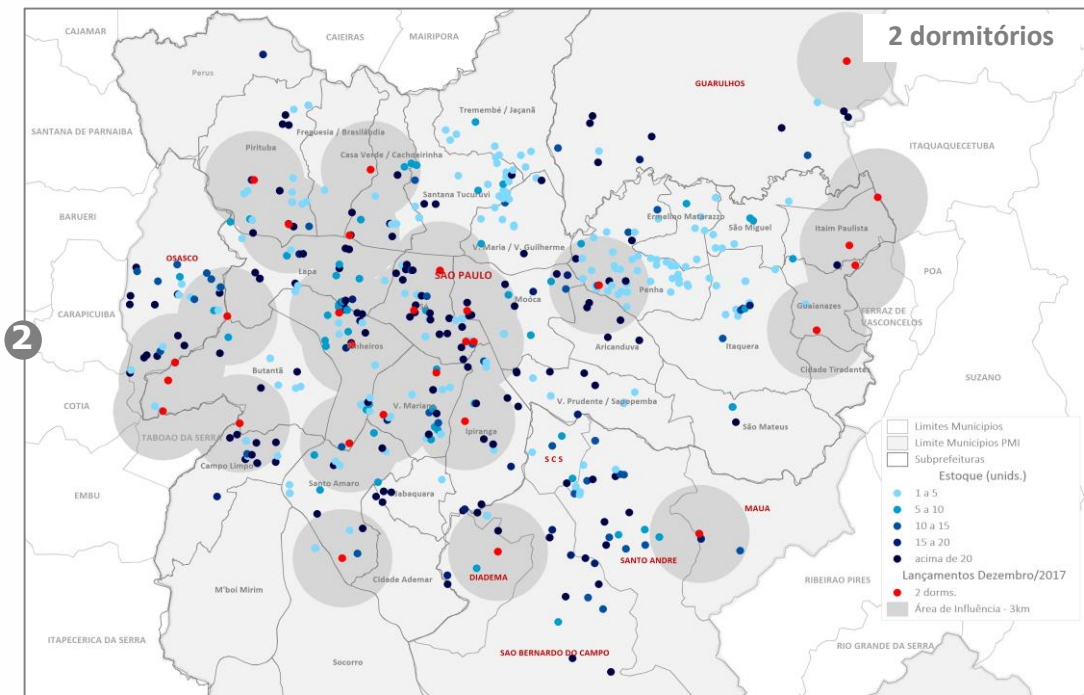 2 dormitórios
CAJAMAR
CAIEIRAS
MAIRIPORA
Perus
GUARULHOS
Tremembé / Jaçanã
SANTANA DE PARNAIBA
Freguesia / Brasilândia
ITAQUAQUECETUBA
Pirituba
Casa Verde / Cachoeirinha
Santana Tucuruvi
BARUERI
Ermelino Matarazzo
São Miguel
Itaim Paulista
V. Maria / V. Guilherme
OSASCO
Lapa
SAO PAULO
POA
Penha
Mooca
Sé
Guaianazes
FERRAZ DE
VASCONCELOS
CARAPICUIBA
2
Pinheiros
Aricanduva
Itaquera
Cidade Tiradentes
Butantã
SUZANO
V. Prudente / Sapopemba
COTIA
V. Mariana
São Mateus
TABOAO DA SERRA
Ipiranga
Campo Limpo
S C S
Santo Amaro
Jabaquara
EMBU
MAUA
SANTO ANDRE
DIADEMA
Cidade Ademar
M'boi Mirim
RIBEIRAO PIRES
ITAPECERICA DA SERRA
Socorro
SAO BERNARDO DO CAMPO
RIO GRANDE DA SERRA
Limites Municipios
Limite Municipios PMI
Subprefeituras
Estoque (unids.)
1 a 5
5 a 10
10 a 15
15 a 20
acima de 20
Lançamentos Dezembro/2017
2 dorms.
Área de Influência - 3km